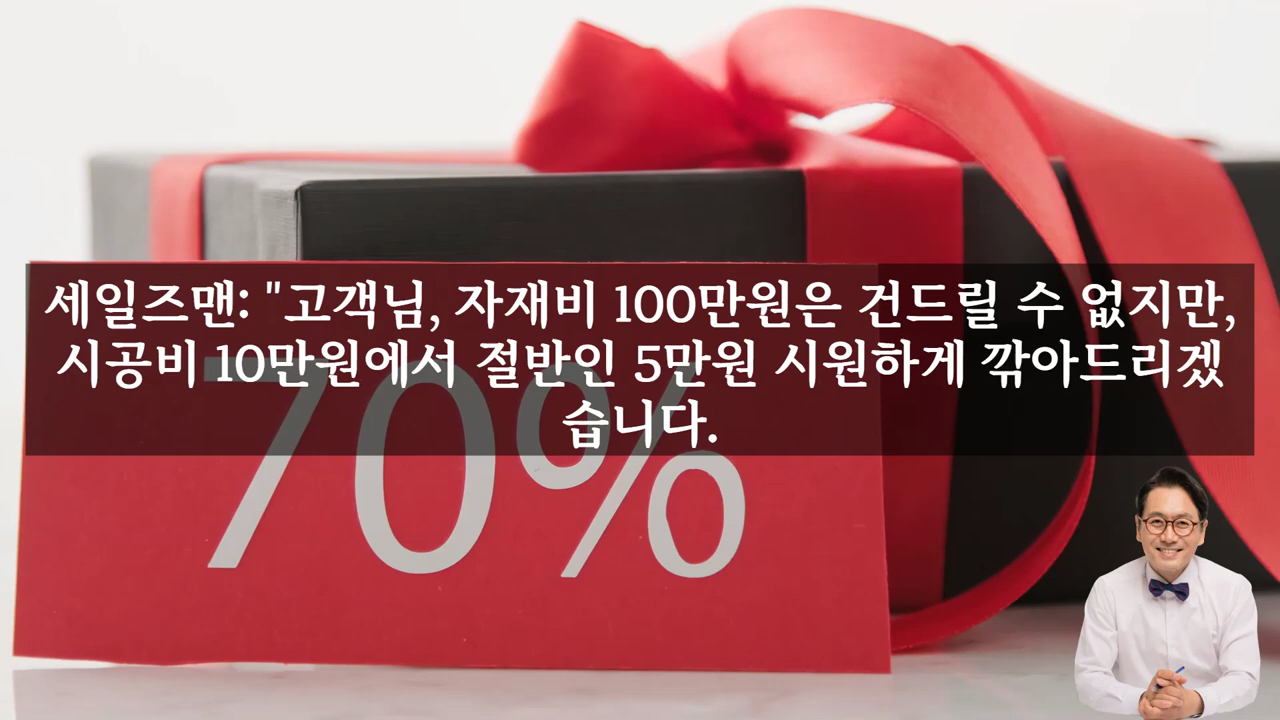 세일즈맨: "고객님, 자재비 100만원은 건드릴 수 없지만,
시공비 10만원에서 절반인 5만원 시원하게 깎아드리겠
습니다.
70%